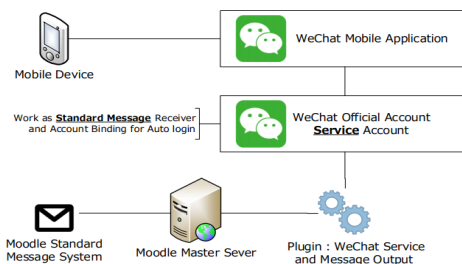 WeChat Mobile Application
Mobile Device
Work as Standard Message Receiver
and Account Binding for Auto login
WeChat Official Account
Service Account
Moodle Standard
Message System
Moodle Master Sever
Plugin : WeChat Service
and Message Output